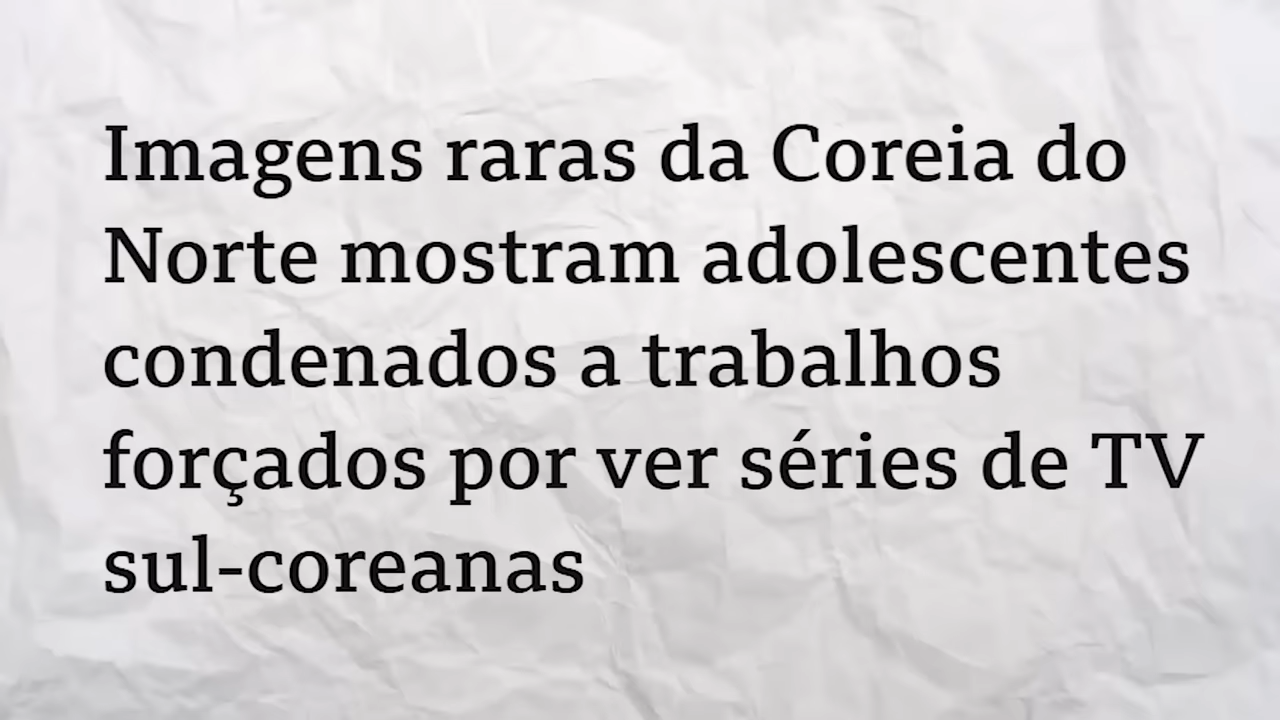 Imagens raras da Coreia do
Norte mostram adolescentes
condenados a trabalhos
forçados por ver séries de TV
sul-coreanas